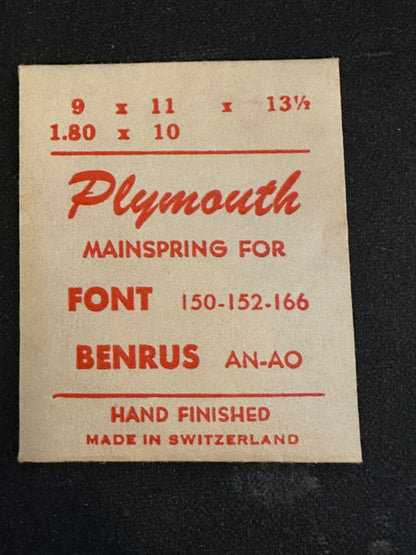 9 x 11 x 13½
1.80 x 10
Plymouth
MAINSPRING FOR
FONT 150-152-166
BENRUS AN-AO
HAND FINISHED
MADE IN SWITZERLAND